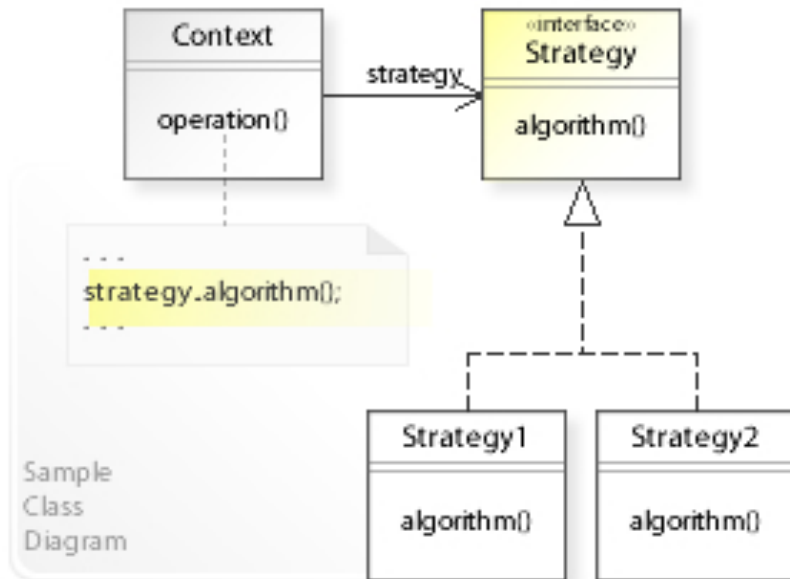 Context
operation()
strategy
«interface»
Strategy
algorithm()
. . .
strategy.algorithm();
. . .
Strategy1
algorithm()
Strategy2
algorithm()
Sample
Class
Diagram